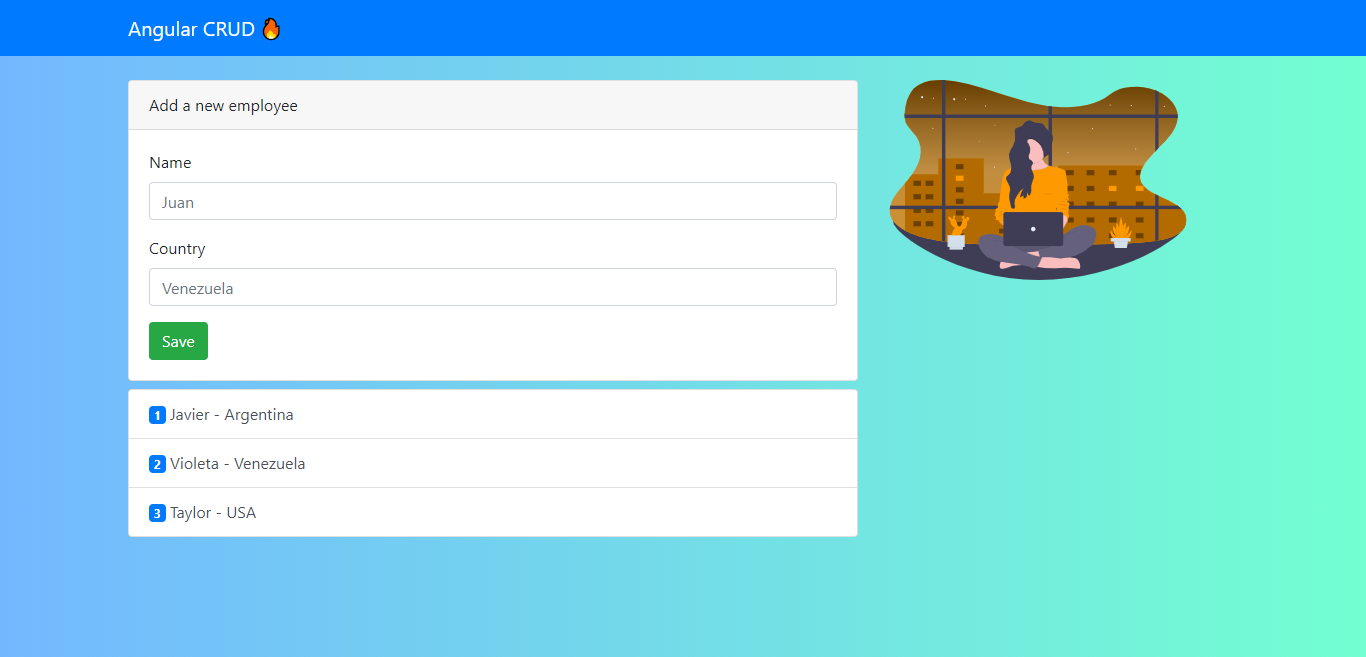 Angular CRUD 🔥
Add a new employee
Name
Juan
Country
Venezuela
Save
1 Javier - Argentina
2 Violeta - Venezuela
3 Taylor - USA